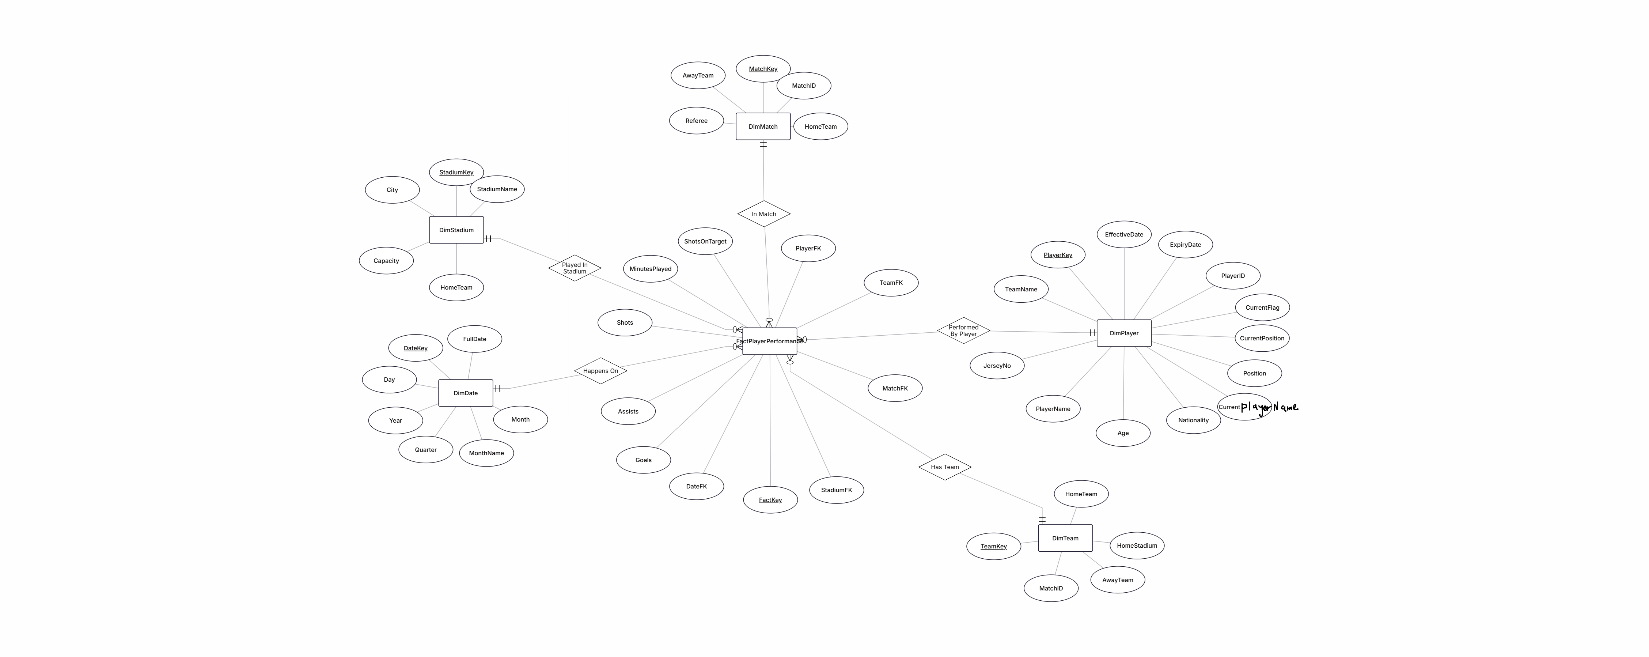 MatchKey
AwayTeam
MatchID
Referee
DimMatch
HomeTeam
StadiumKey
City
StadiumName
DimStadium
Capacity
HomeTeam
In Match
Played In
Stadium
ShotsOnTarget
PlayerFK
MinutesPlayed
TeamFK
Shots
FactPlayerPerformance
Performed
By Player
EffectiveDate
ExpiryDate
PlayerKey
PlayerID
TeamName
CurrentFlag
DimPlayer
CurrentPosition
JerseyNo
Position
PlayerName
CurrentPlayerName
Nationality
Age
FullDate
DateKey
Day
DimDate
Happens On
Year
Month
Quarter
MonthName
MatchFK
Assists
Goals
DateFK
FactKey
StadiumFK
Has Team
HomeTeam
DimTeam
TeamKey
HomeStadium
MatchID
AwayTeam